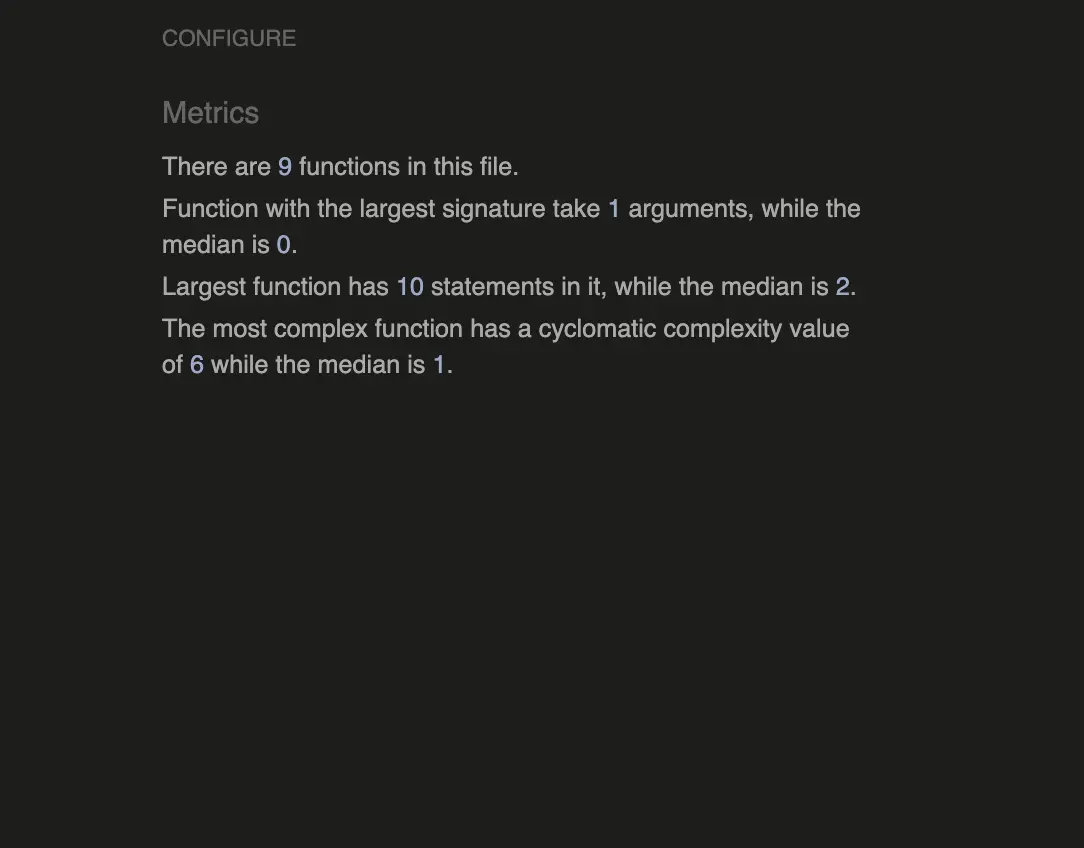 CONFIGURE
Metrics
There are 9 functions in this file.
Function with the largest signature take 1 arguments, while the
median is 0.
Largest function has 10 statements in it, while the median is 2.
The most complex function has a cyclomatic complexity value
of 6 while the median is 1.